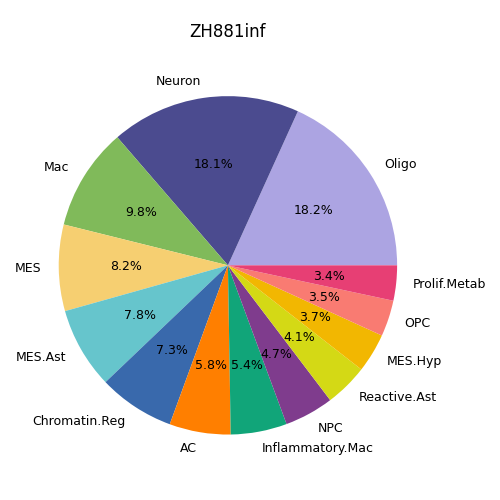 ZH881inf
Neuron
18.1%
Oligo
18.2%
Mac
9.8%
MES
8.2%
MES.Ast
7.8%
Chromatin.Reg
7.3%
AC
5.8%
Inflammatory.Mac
5.4%
NPC
4.7%
Reactive.Ast
4.1%
MES.Hyp
3.7%
OPC
3.5%
Prolif.Metab
3.4%